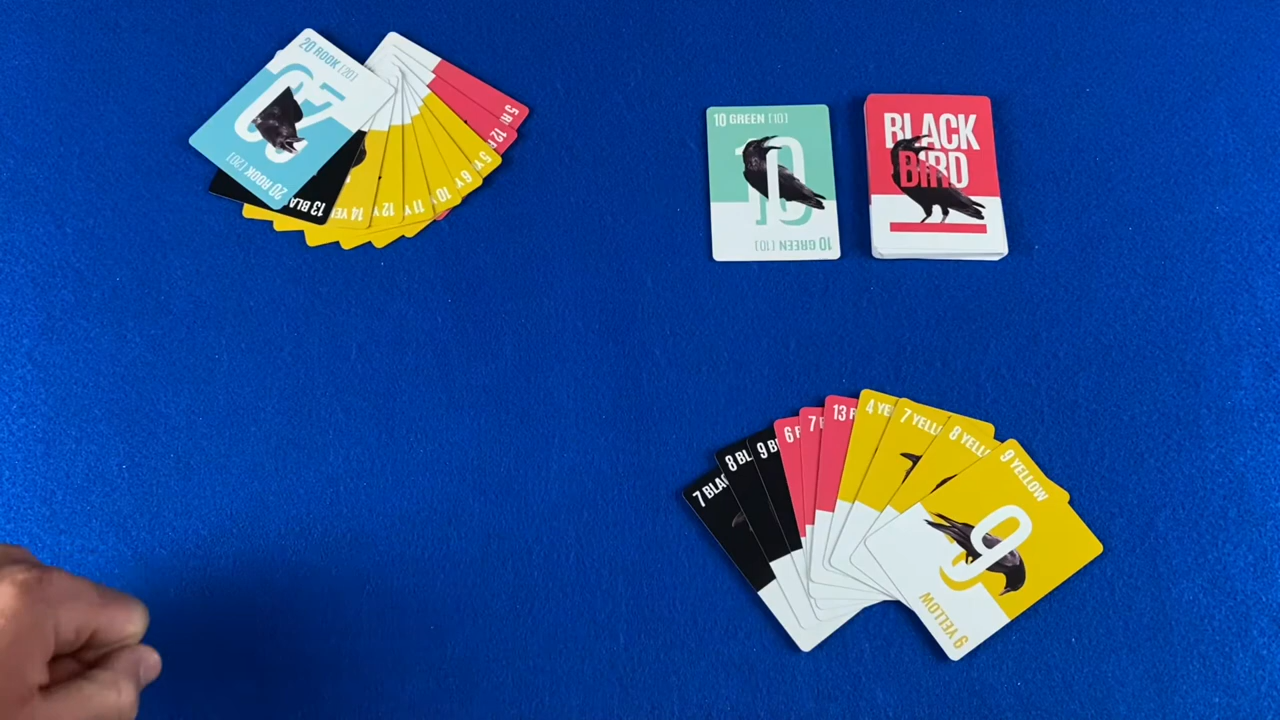 20 ROOK [20]
20
20 ROOK [20]
13 BLA
14 YE
12 Y
11 Y
10 Y
6 Y
5 Y
12 R
5 R
10 GREEN [10]
10
10 GREEN [10]
BLACK
BIRD
7 BLAC
8 BL
9 B
6 F
7
13 F
4 YE
7 YELL
8 YELL
9 YELLOW
9
9 YELLOW